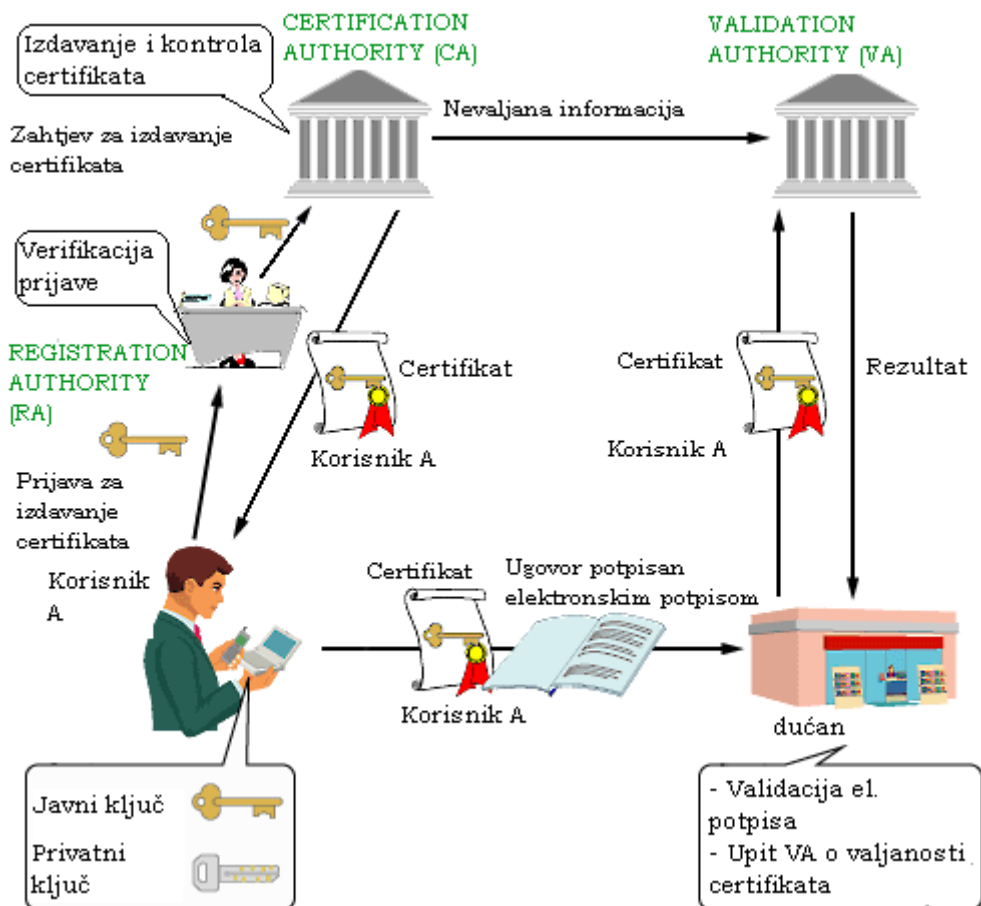 CERTIFICATION
AUTHORITY (CA)
VALIDATION
AUTHORITY (VA)
Izdavanje i kontrola
certifikata
Nevaljana informacija
Zahtjev za izdavanje
certifikata
Verifikacija
prijave
REGISTRATION
AUTHORITY
(RA)
Certifikat
Korisnik A
Certifikat
Korisnik A
Rezultat
Prijava za
izdavanje
certifikata
Korisnik
A
Certifikat
Korisnik A
Ugovor potpisan
elektronskim potpisom
dućan
Javni ključ
Privatni
ključ
- Validacija el.
potpisa
- Upit VA o valjanosti
certifikata